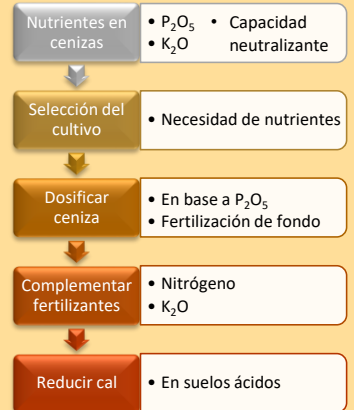 Nutrientes en
cenizas
• P₂O₅ • Capacidad
• K₂O neutralizante
Selección del
cultivo
• Necesidad de nutrientes
Dosificar
ceniza
• En base a P₂O₅
• Fertilización de fondo
Complementar
fertilizantes
• Nitrógeno
• K₂O
Reducir cal
• En suelos ácidos